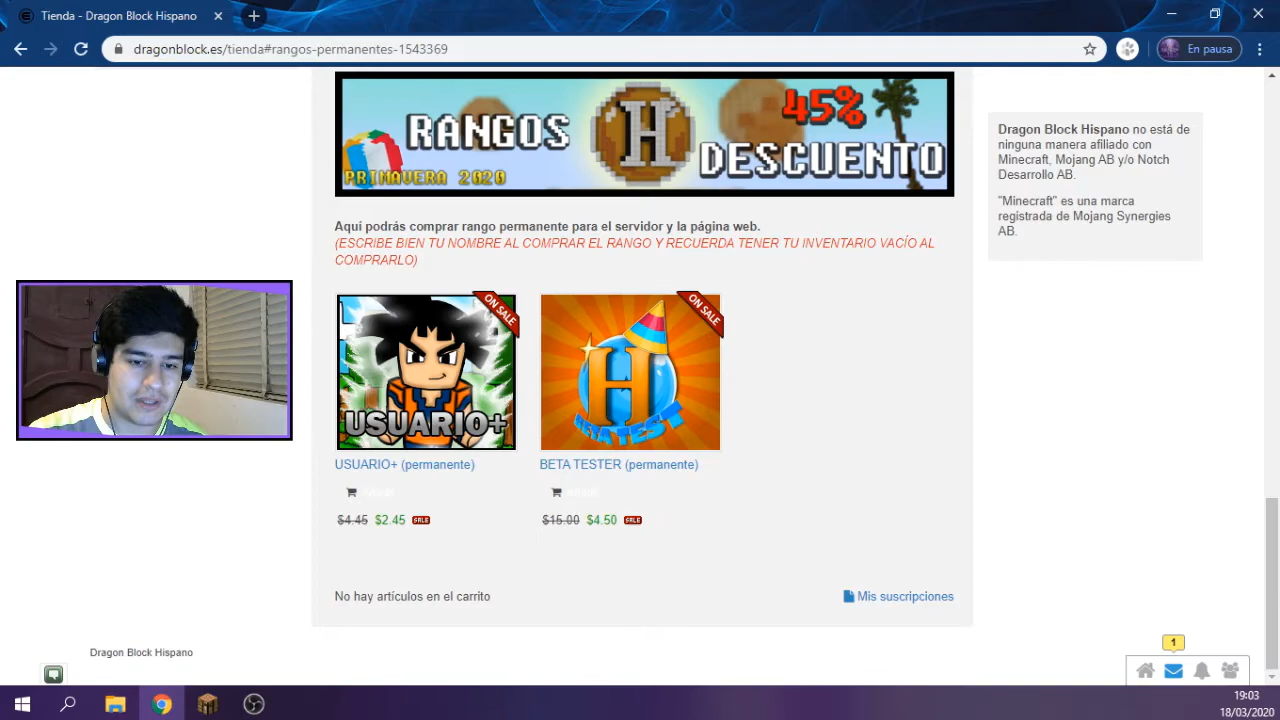 Tienda - Dragon Block Hispano
dragonblock.es/tienda#rangos-permanentes-1543369
En pausa
RANGOS
H
45%
DESCUENTO
PRIMAVERA 2020
Dragon Block Hispano no está de
ninguna manera afiliado con
Minecraft, Mojang AB y/o Notch
Desarrollo AB.
"Minecraft" es una marca
registrada de Mojang Synergies
AB.
Aquí podrás comprar rango permanente para el servidor y la página web.
(ESCRIBE BIEN TU NOMBRE AL COMPRAR EL RANGO Y RECUERDA TENER TU INVENTARIO VACÍO AL
COMPRARLO)
ON SALE
USUARIO+
ON SALE
H
USUARIO+ (permanente)
BETA TESTER (permanente)
$4.45 $2.45 SALE
$15.00 $4.50 SALE
No hay artículos en el carrito
Mis suscripciones
Dragon Block Hispano
1
19:03
18/03/2020